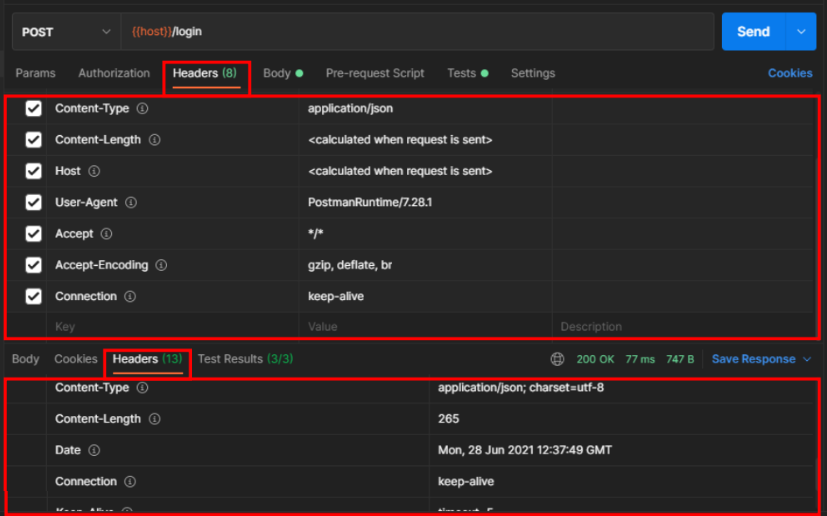 POST {{host}}/login Send
Params Authorization Headers (8) Body Pre-request Script Tests Settings Cookies
Content-Type application/json
Content-Length <calculated when request is sent>
Host <calculated when request is sent>
User-Agent PostmanRuntime/7.28.1
Accept */*
Accept-Encoding gzip, deflate, br
Connection keep-alive
Key Value Description
Body Cookies Headers (13) Test Results (3/3) 200 OK 77 ms 747 B Save Response
Content-Type application/json; charset=utf-8
Content-Length 265
Date Mon, 28 Jun 2021 12:37:49 GMT
Connection keep-alive
Keep-Alive timeout=5